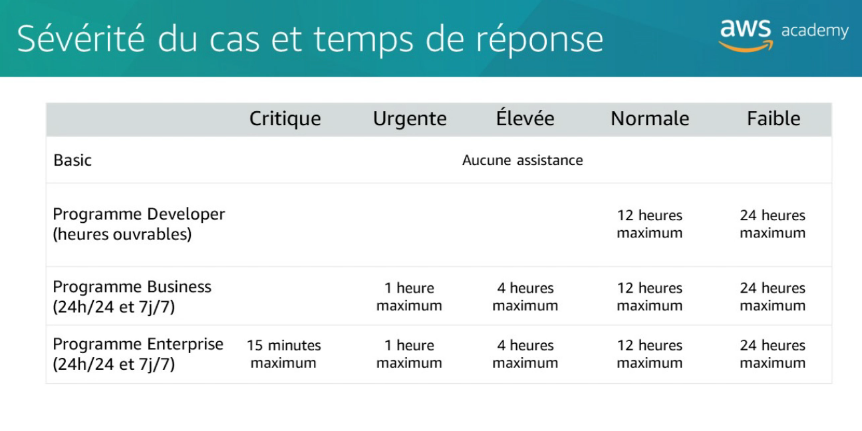 Sévérité du cas et temps de réponse
aws academy
Critique Urgente Élevée Normale Faible
Basic Aucune assistance
Programme Developer
(heures ouvrables)
12 heures
maximum
24 heures
maximum
Programme Business
(24h/24 et 7j/7)
1 heure
maximum
4 heures
maximum
12 heures
maximum
24 heures
maximum
Programme Enterprise
(24h/24 et 7j/7)
15 minutes
maximum
1 heure
maximum
4 heures
maximum
12 heures
maximum
24 heures
maximum